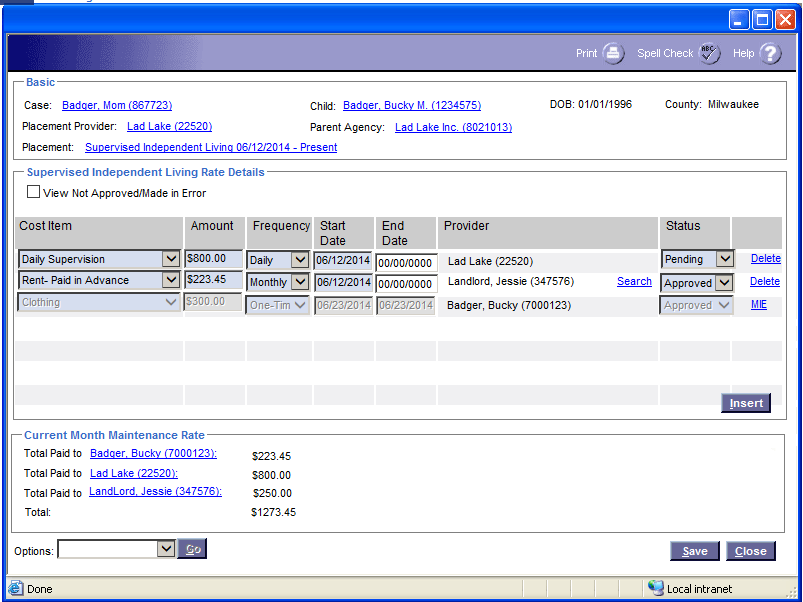 Print Spell Check ABC Help ?
Basic
Case: Badger, Mom (867723) Child: Badger, Bucky M. (1234575) DOB: 01/01/1996 County: Milwaukee
Placement Provider: Lad Lake (22520) Parent Agency: Lad Lake Inc. (8021013)
Placement: Supervised Independent Living 06/12/2014 - Present
Supervised Independent Living Rate Details
View Not Approved/Made in Error
Cost Item Amount Frequency Start Date End Date Provider Status
Daily Supervision $800.00 Daily 06/12/2014 00/00/0000 Lad Lake (22520) Pending Delete
Rent- Paid in Advance $223.45 Monthly 06/12/2014 00/00/0000 Landlord, Jessie (347576) Search Approved Delete
Clothing $300.00 One-Tim 06/23/2014 06/23/2014 Badger, Bucky (7000123) Approved MIE
Insert
Current Month Maintenance Rate
Total Paid to Badger, Bucky (7000123): $223.45
Total Paid to Lad Lake (22520): $800.00
Total Paid to LandLord, Jessie (347576): $250.00
Total: $1273.45
Options: Go Save Close
Done Local intranet